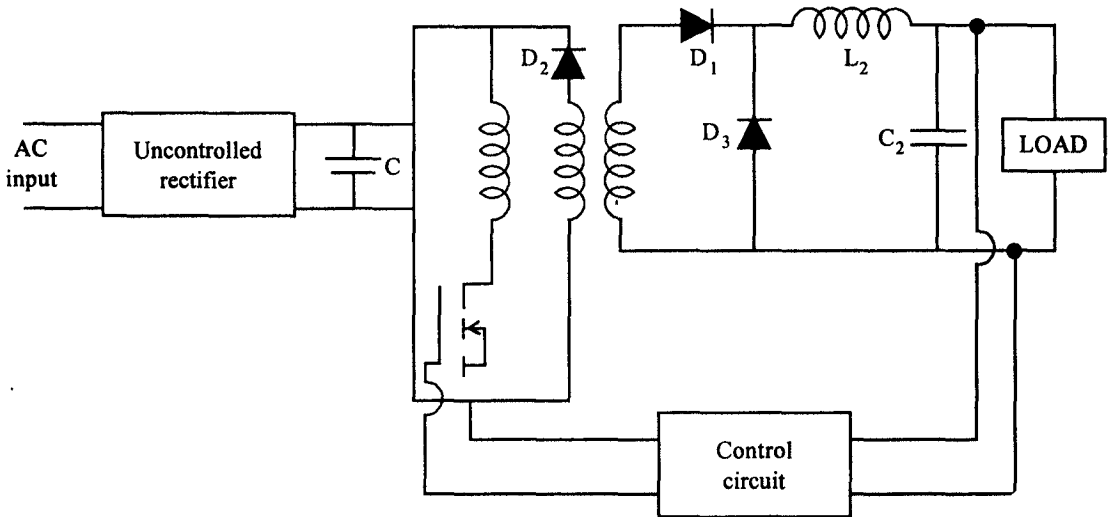 AC
input
Uncontrolled
rectifier
C
D2
D1
L2
D3
C2
LOAD
Control
circuit